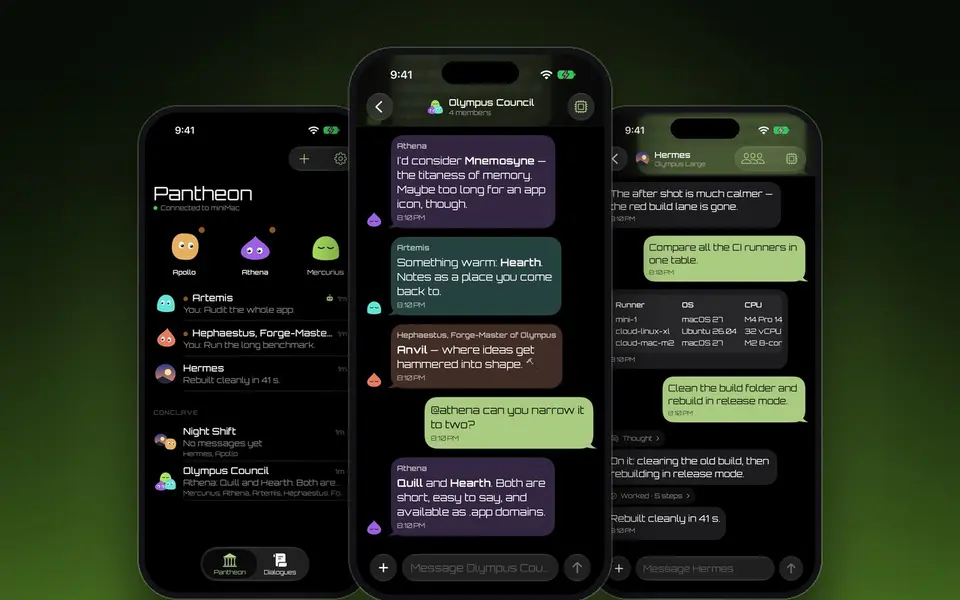 9:41
Pantheon
Connected to miniMac
Apollo
Athena
Mercurius
Artemis
1m
You: Audit the whole app.
Hephaestus, Forge-Maste...
1m
You: Run the long benchmark.
Hermes
1m
Rebuilt cleanly in 41 s.
CONCLAVE
Night Shift
1m
No messages yet
Hermes, Apollo
Olympus Council
1m
Athena: Quill and Hearth. Both are...
Mercurius, Athena, Artemis, Hephaestus, Fo...
Pantheon
Dialogues
9:41
Olympus Council
4 members
Athena
I'd consider Mnemosyne —
the titaness of memory.
Maybe too long for an app
icon, though.
8:10 PM
Artemis
Something warm: Hearth.
Notes as a place you come
back to.
8:10 PM
Hephaestus, Forge-Master of Olympus
Anvil — where ideas get
hammered into shape.
8:10 PM
@athena can you narrow it
to two?
8:10 PM
Athena
Quill and Hearth. Both are
short, easy to say, and
available as .app domains.
8:10 PM
Message Olympus Cou...
9:41
Hermes
Olympus Large
The after shot is much calmer —
the red build lane is gone.
8:10 PM
Compare all the CI runners in
one table.
8:10 PM
Runner OS CPU
mini-1 macOS 27 M4 Pro 14
cloud-linux-xl Ubuntu 26.04 32 vCPU
cloud-mac-m2 macOS 27 M2 8-cor
8:10 PM
Clean the build folder and
rebuild in release mode.
8:10 PM
Thought
On it: clearing the old build, then
rebuilding in release mode.
Worked · 5 steps
Rebuilt cleanly in 41 s.
8:10 PM
Message Hermes